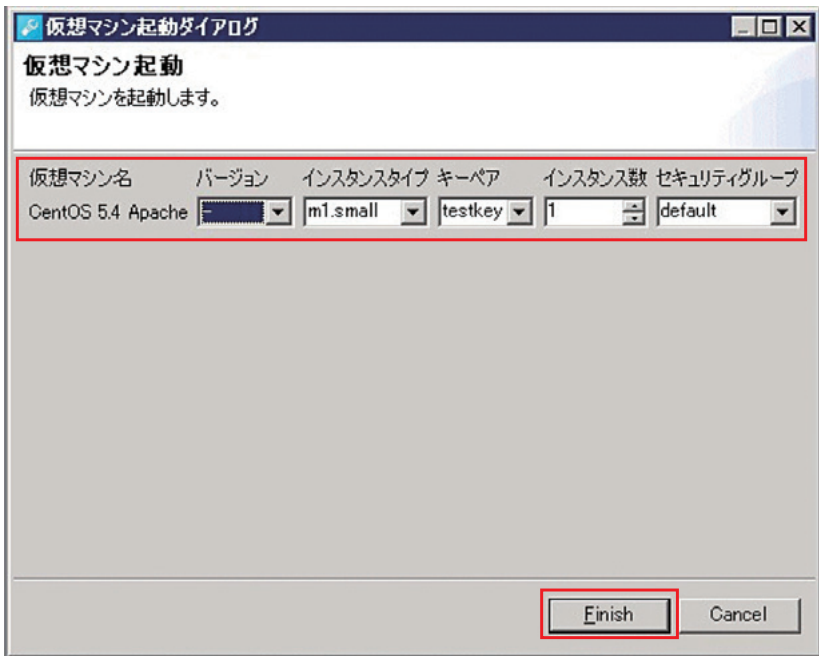 仮想マシン起動ダイアログ
仮想マシン起動
仮想マシンを起動します。
仮想マシン名 バージョン インスタンスタイプ キーペア インスタンス数 セキュリティグループ
CentOS 5.4 Apache - m1.small testkey 1 default
Finish Cancel